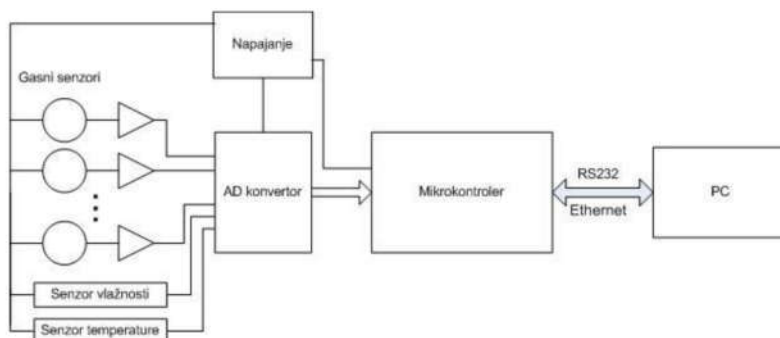 Napajanje
Gasni senzori
AD konvertor
Mikrokontroler
RS232
Ethernet
PC
Senzor vlažnosti
Senzor temperature